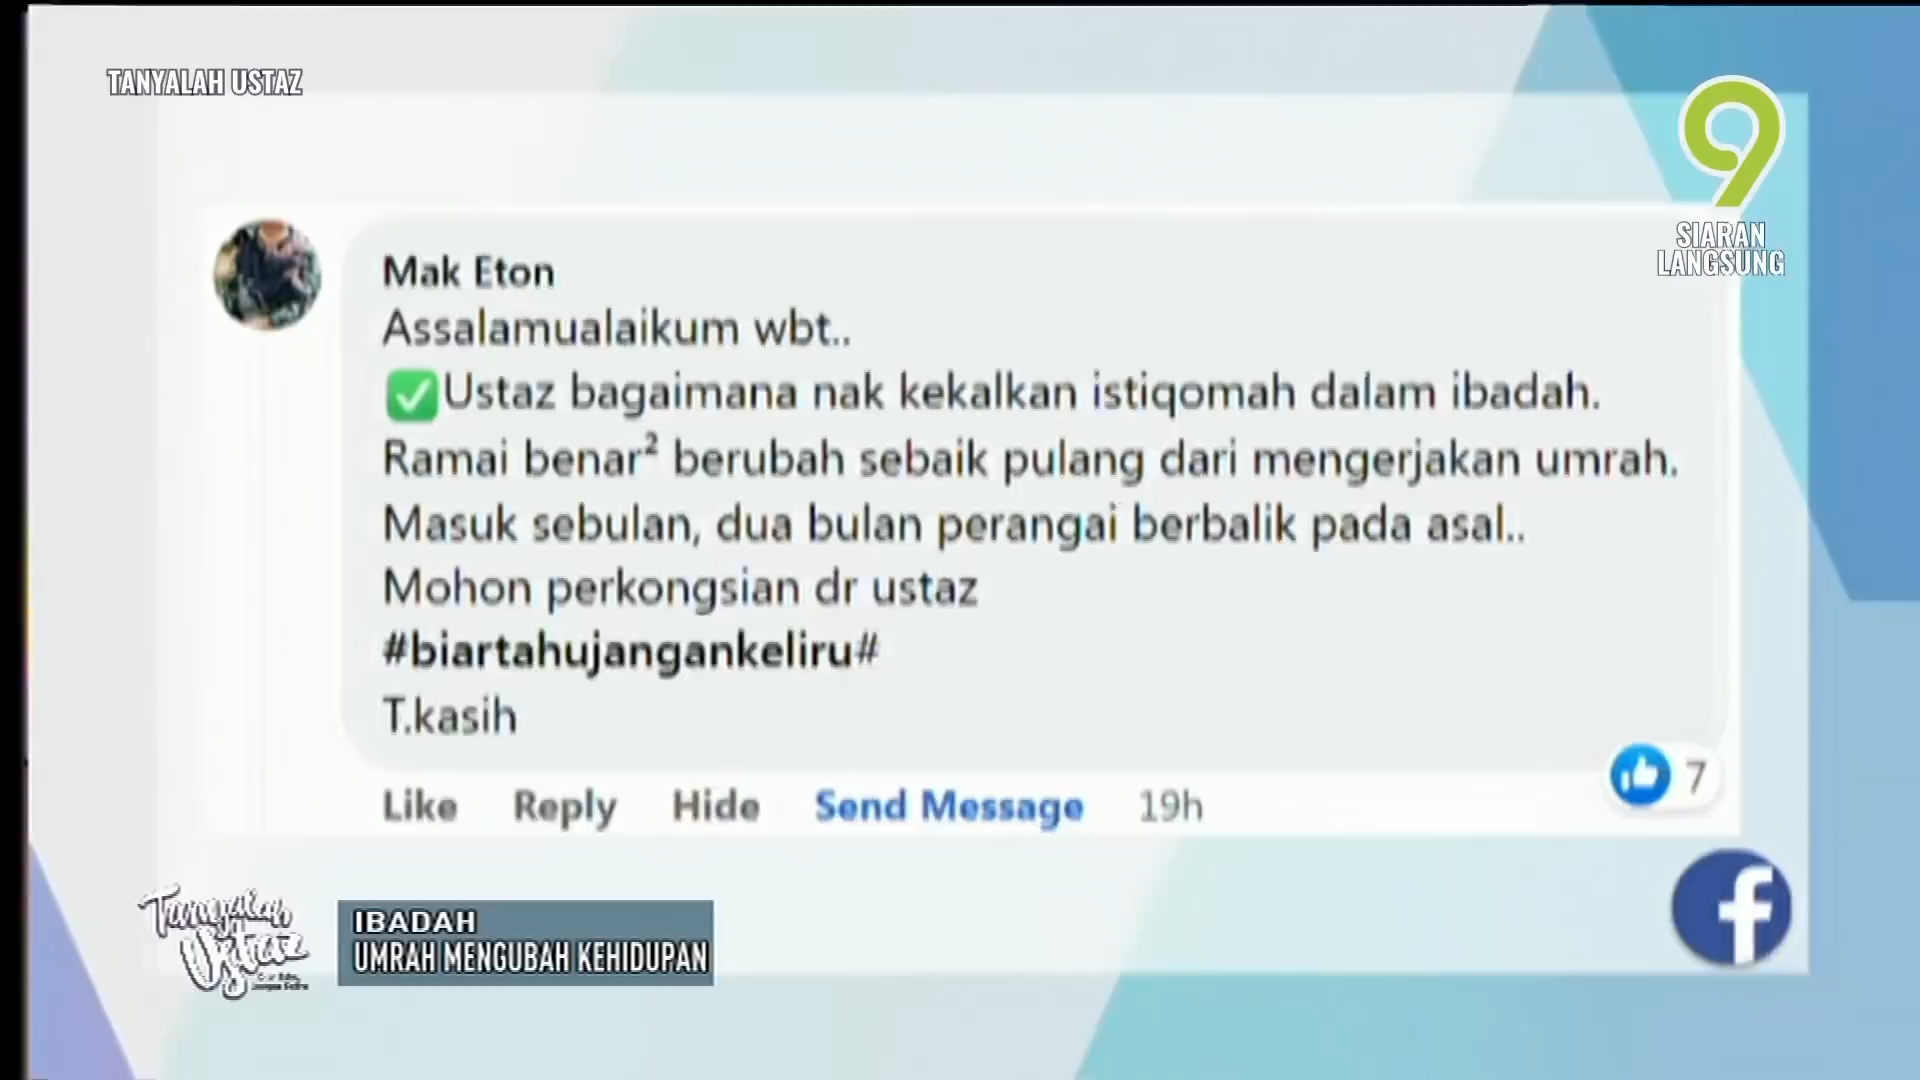 TANYALAH USTAZ
9
SIARAN
LANGSUNG
Mak Eton
Assalamualaikum wbt..
✅Ustaz bagaimana nak kekalkan istiqomah dalam ibadah.
Ramai benar² berubah sebaik pulang dari mengerjakan umrah.
Masuk sebulan, dua bulan perangai berbalik pada asal..
Mohon perkongsian dr ustaz
#biartahujangankeliru#
T.kasih
7
Like Reply Hide Send Message 19h
f
Tanyalah
Ustaz
IBADAH
UMRAH MENGUBAH KEHIDUPAN